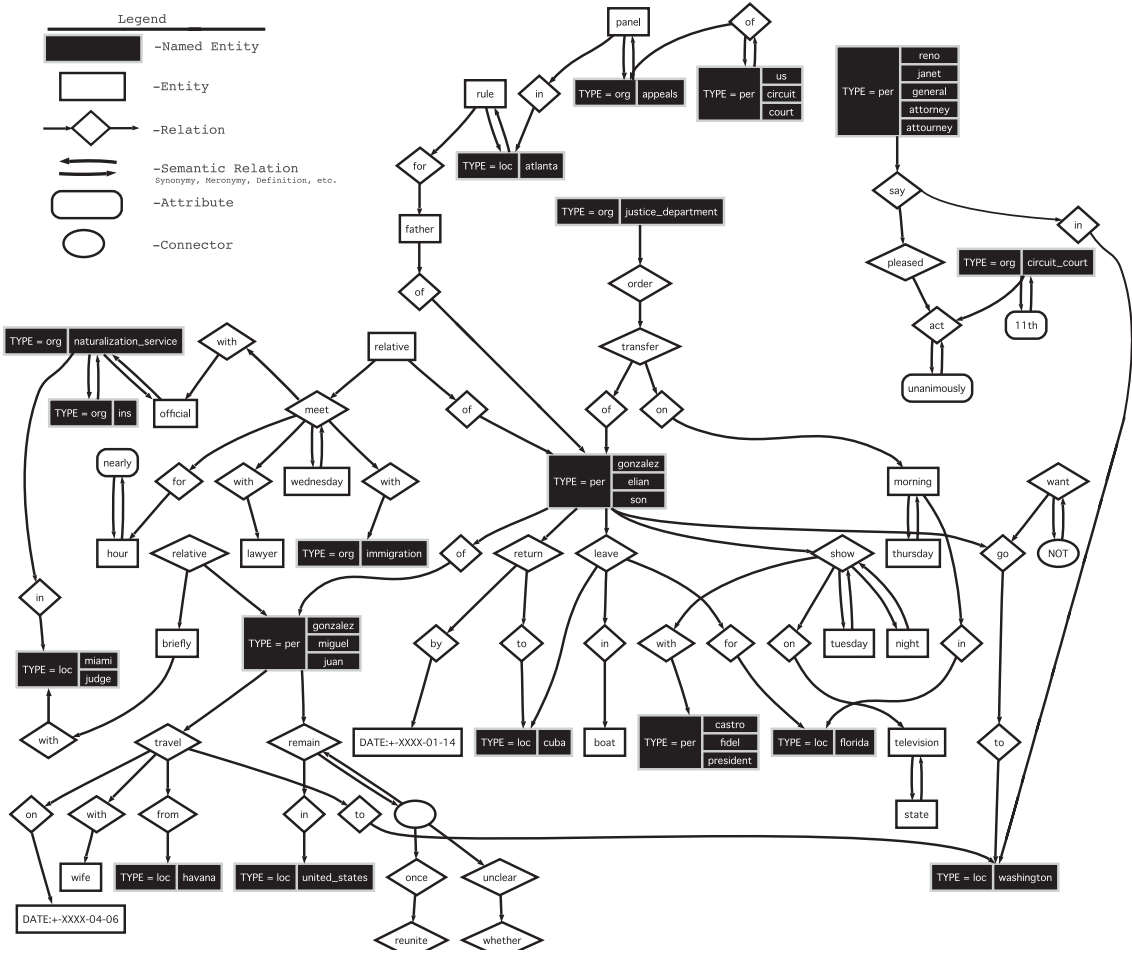 Legend
-Named Entity
-Entity
-Relation
-Semantic Relation
Synonymy, Meronymy, Definition, etc.
-Attribute
-Connector
panel
of
TYPE = org appeals
TYPE = per
us
circuit
court
rule
in
TYPE = loc atlanta
for
father
of
TYPE = per
reno
janet
general
attorney
attourney
say
in
pleased
TYPE = org circuit_court
act
11th
unanimously
TYPE = org justice_department
order
transfer
of
on
TYPE = org naturalization_service
with
relative
TYPE = org ins
official
meet
of
nearly
for
with
wednesday
with
hour
relative
lawyer
TYPE = org immigration
TYPE = per
gonzalez
elian
son
morning
want
thursday
NOT
of
return
leave
show
go
in
briefly
TYPE = per
gonzalez
miguel
juan
by
to
in
with
for
on
tuesday
night
in
TYPE = loc
miami
judge
with
travel
remain
DATE:+-XXXX-01-14
TYPE = loc cuba
boat
TYPE = per
castro
fidel
president
TYPE = loc florida
television
to
state
on
with
from
in
to
wife
TYPE = loc havana
TYPE = loc united_states
once
unclear
TYPE = loc washington
DATE:+-XXXX-04-06
reunite
whether